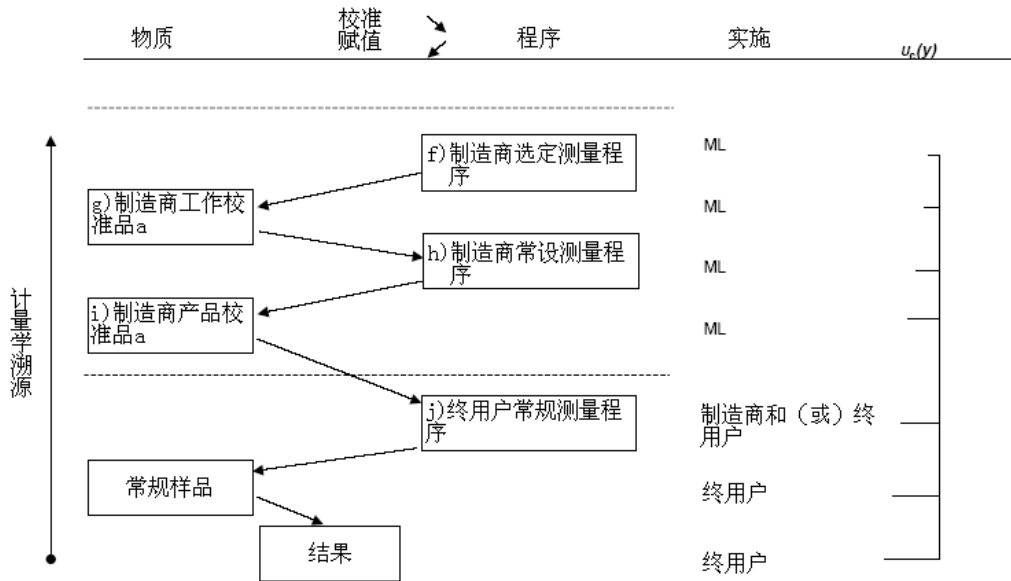 物质
校准
赋值
程序
实施
uc(y)
f)制造商选定测量程
序
ML
g)制造商工作校
准品a
ML
h)制造商常设测量程
序
ML
i)制造商产品校
准品a
ML
计量学溯源
j)终用户常规测量程
序
制造商和（或）终
用户
常规样品
终用户
结果
终用户